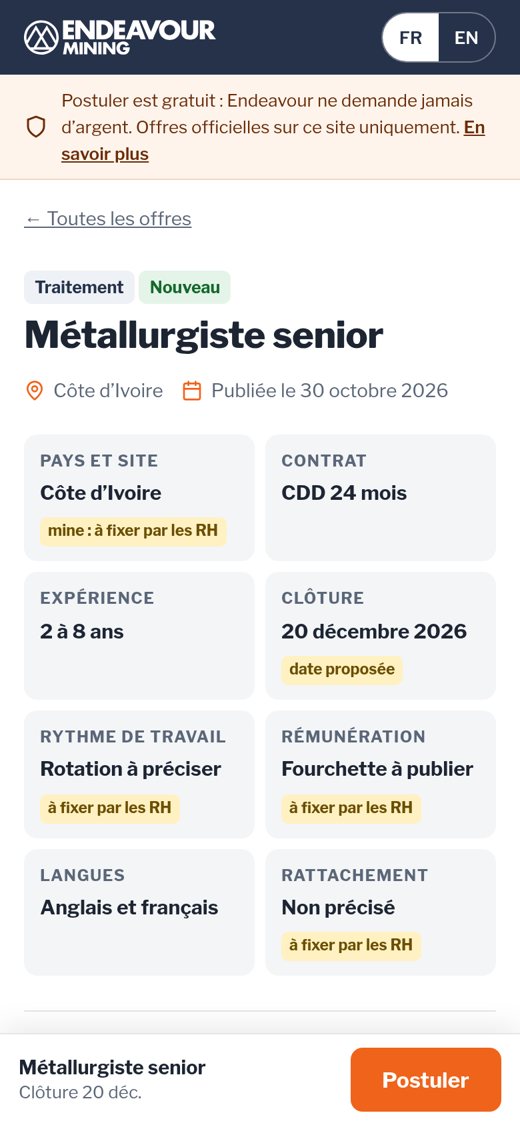 ENDEAVOUR
MINING
FR EN
Postuler est gratuit : Endeavour ne demande jamais
d’argent. Offres officielles sur ce site uniquement. En
savoir plus
← Toutes les offres
Traitement Nouveau
Métallurgiste senior
Côte d’Ivoire Publiée le 30 octobre 2026
PAYS ET SITE
Côte d’Ivoire
mine : à fixer par les RH
CONTRAT
CDD 24 mois
EXPÉRIENCE
2 à 8 ans
CLÔTURE
20 décembre 2026
date proposée
RYTHME DE TRAVAIL
Rotation à préciser
à fixer par les RH
RÉMUNÉRATION
Fourchette à publier
à fixer par les RH
LANGUES
Anglais et français
RATTACHEMENT
Non précisé
à fixer par les RH
Métallurgiste senior
Clôture 20 déc.
Postuler